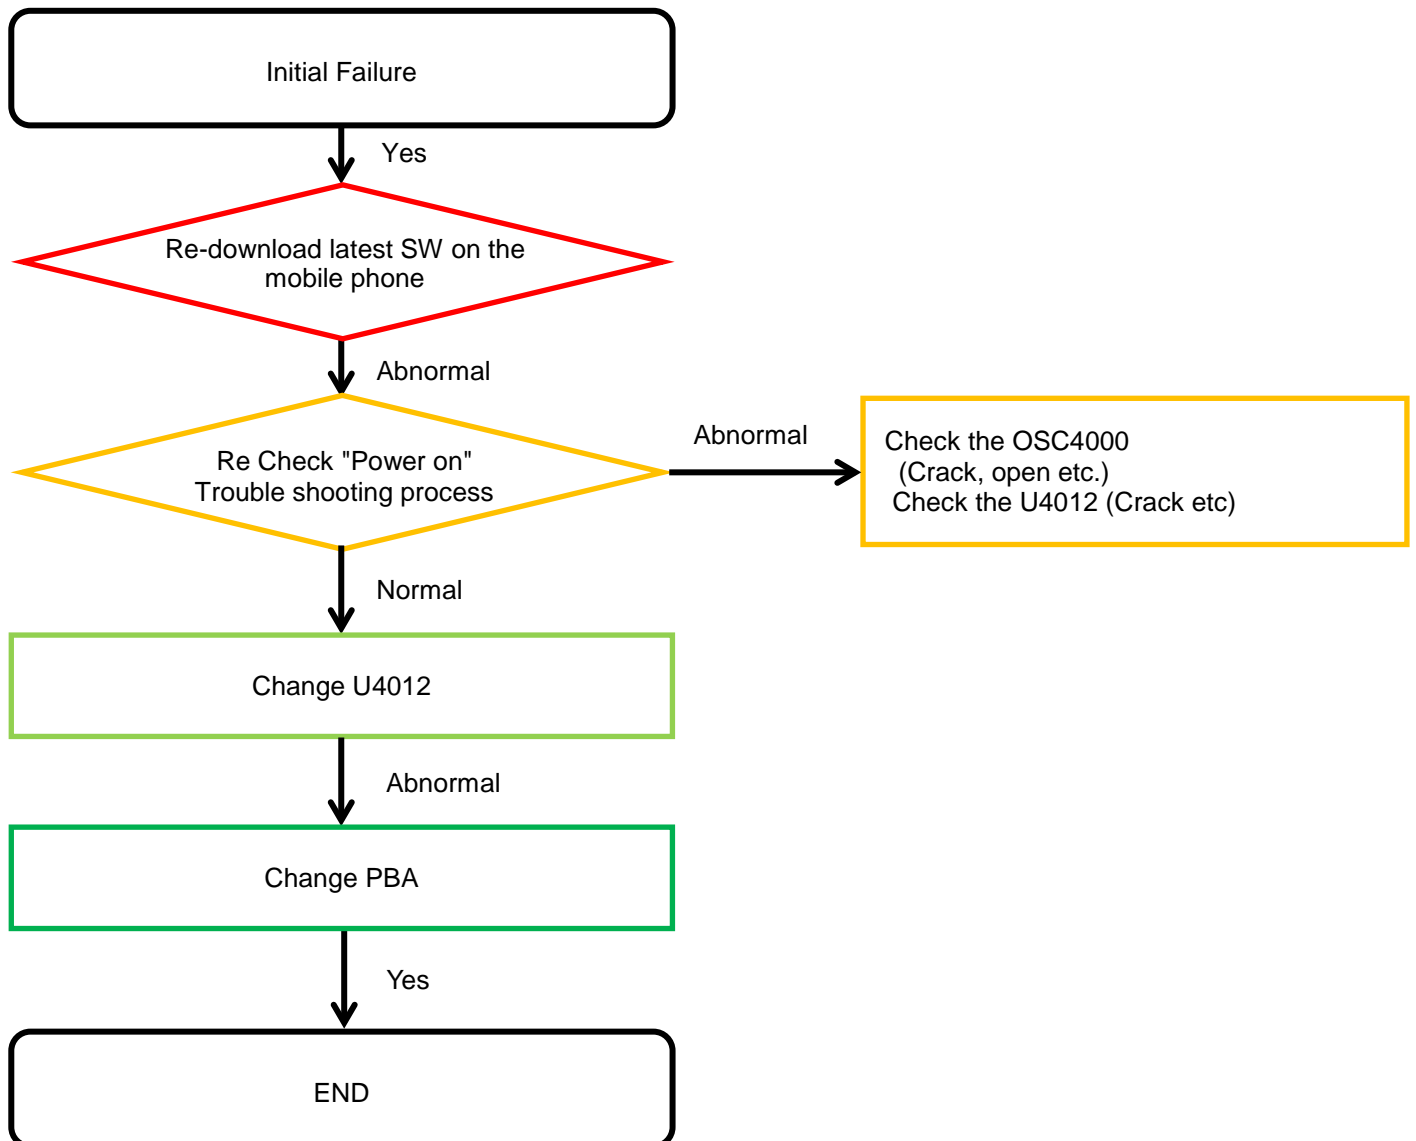 Initial Failure
Yes
Re-download latest SW on the
mobile phone
Abnormal
Re Check "Power on"
Trouble shooting process
Abnormal
Check the OSC4000
(Crack, open etc.)
Check the U4012 (Crack etc)
Normal
Change U4012
Abnormal
Change PBA
Yes
END